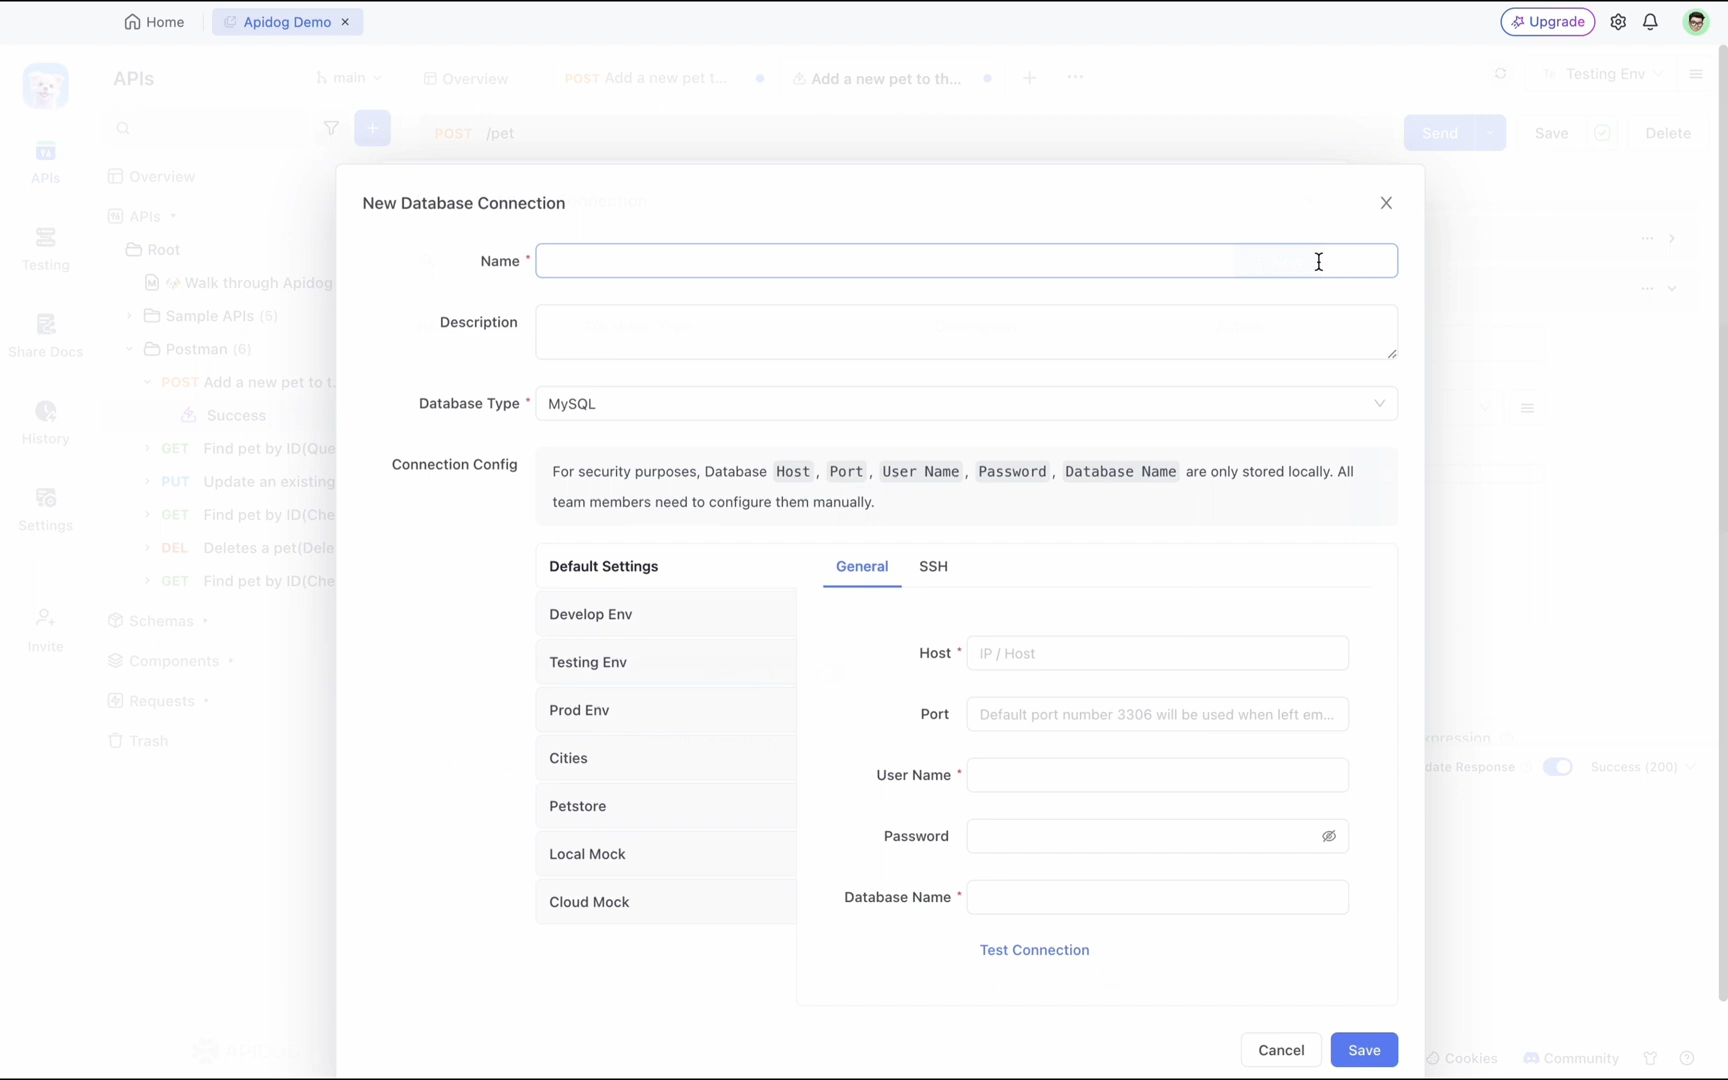 Home
Apidog Demo
Upgrade
APIs
main
Overview
POST Add a new pet t...
Add a new pet to th...
Testing Env
POST /pet
Send
Save
Delete
APIs
Testing
Share Docs
History
Settings
Invite
Overview
APIs
Root
Walk through Apidog
Sample APIs (5)
Postman (6)
POST Add a new pet to t...
Success
GET Find pet by ID(Que
PUT Update an existing
GET Find pet by ID(Che
DEL Deletes a pet(Dele
GET Find pet by ID(Che
Schemas
Components
Requests
Trash
New Database Connection
Name *
Description
Database Type *
MySQL
Connection Config
For security purposes, Database Host, Port, User Name, Password, Database Name are only stored locally. All
team members need to configure them manually.
Default Settings
Develop Env
Testing Env
Prod Env
Cities
Petstore
Local Mock
Cloud Mock
General
SSH
Host *
IP / Host
Port
Default port number 3306 will be used when left em...
User Name *
Password
Database Name *
Test Connection
Cancel
Save
xpression
date Response
Success (200)
APIDOG
Cookies
Community